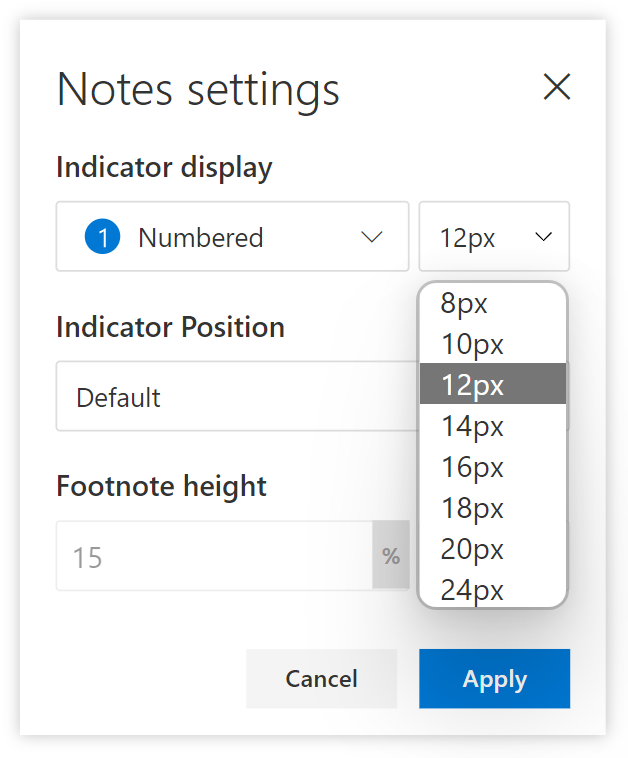 Notes settings
Indicator display
1 Numbered
12px
8px
Indicator Position
10px
12px
Default
14px
16px
Footnote height
18px
15 %
20px
24px
Cancel
Apply